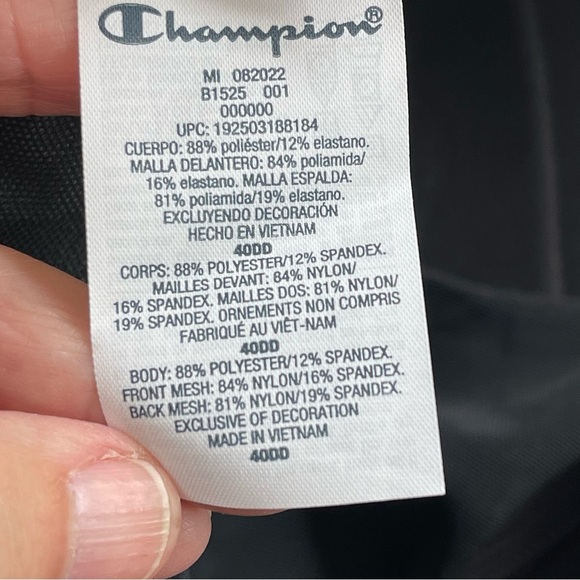 Champion®
MI 082022
B1525 001
000000
UPC: 192503188184
CUERPO: 88% poliéster/12% elastano.
MALLA DELANTERO: 84% poliamida/
16% elastano. MALLA ESPALDA:
81% poliamida/19% elastano.
EXCLUYENDO DECORACIÓN
HECHO EN VIETNAM
40DD
CORPS: 88% POLYESTER/12% SPANDEX.
MAILLES DEVANT: 84% NYLON/
16% SPANDEX. MAILLES DOS: 81% NYLON/
19% SPANDEX. ORNEMENTS NON COMPRIS
FABRIQUÉ AU VIÊT-NAM
40DD
BODY: 88% POLYESTER/12% SPANDEX.
FRONT MESH: 84% NYLON/16% SPANDEX.
BACK MESH: 81% NYLON/19% SPANDEX.
EXCLUSIVE OF DECORATION
MADE IN VIETNAM
40DD